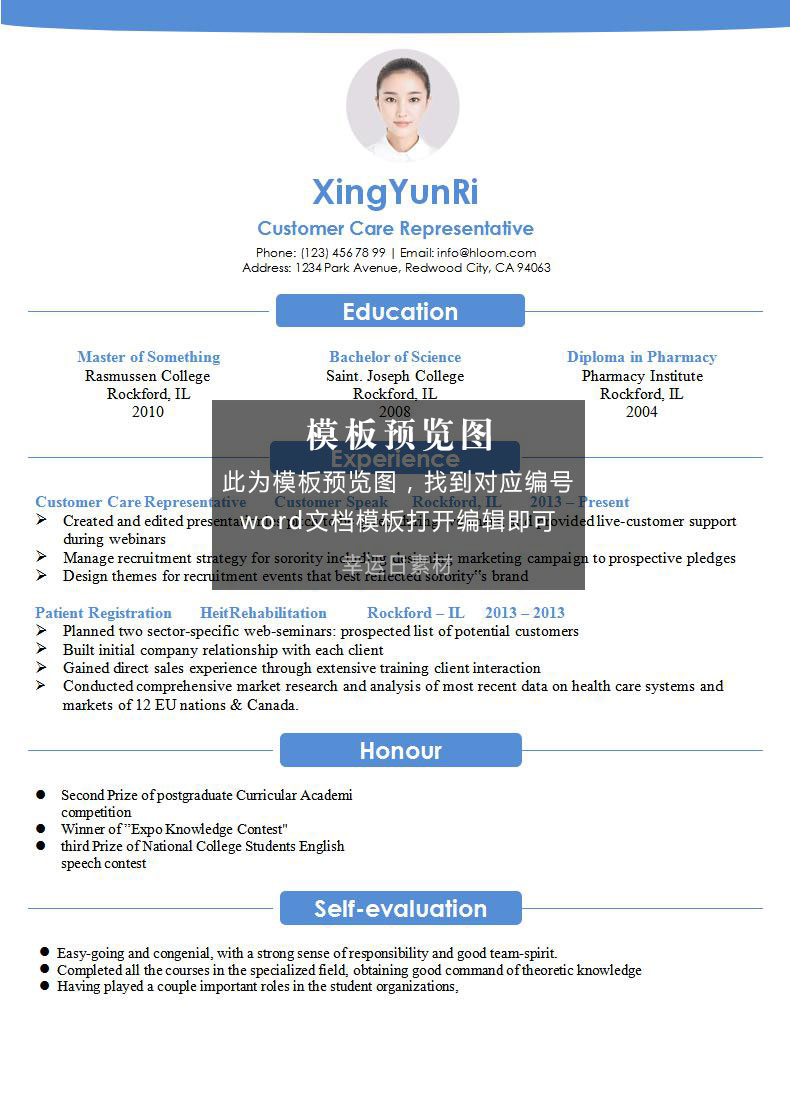 XingYunRi
Customer Care Representative
Phone: (123) 456 78 99 | Email: info@hloom.com
Address: 1234 Park Avenue, Redwood City, CA 94063
Education
Master of Something
Rasmussen College
Rockford, IL
2010
Bachelor of Science
Saint. Joseph College
Rockford, IL
2008
Diploma in Pharmacy
Pharmacy Institute
Rockford, IL
2004
模板预览图
Experience
此为模板预览图，找到对应编号
word文档模板打开编辑即可
幸运日素材
Customer Care Representative Customer Speak Rockford, IL 2013 – Present
Created and edited provided live-customer support
during webinars
Manage recruitment strategy for sorority including marketing campaign to prospective pledges
Design themes for recruitment events that best reflected sorority"s brand
Patient Registration HeitRehabilitation Rockford – IL 2013 – 2013
Planned two sector-specific web-seminars: prospected list of potential customers
Built initial company relationship with each client
Gained direct sales experience through extensive training client interaction
Conducted comprehensive market research and analysis of most recent data on health care systems and
markets of 12 EU nations & Canada.
Honour
Second Prize of postgraduate Curricular Academi
competition
Winner of "Expo Knowledge Contest"
third Prize of National College Students English
speech contest
Self-evaluation
Easy-going and congenial, with a strong sense of responsibility and good team-spirit.
Completed all the courses in the specialized field, obtaining good command of theoretic knowledge
Having played a couple important roles in the student organizations,